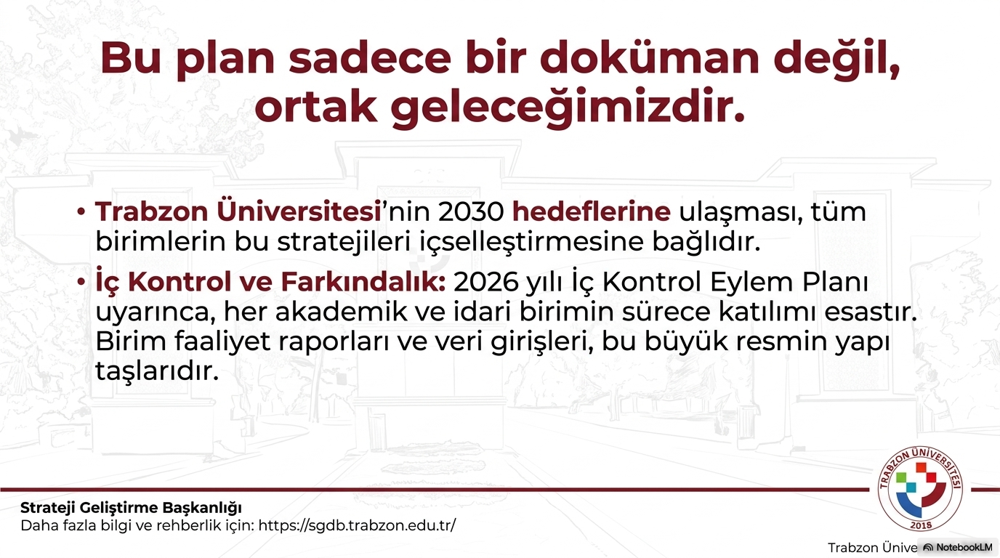 Bu plan sadece bir doküman değil,
ortak geleceğimizdir.
• Trabzon Üniversitesi’nin 2030 hedeflerine ulaşması, tüm
birimlerin bu stratejileri içselleştirmesine bağlıdır.
• İç Kontrol ve Farkındalık: 2026 yılı İç Kontrol Eylem Planı
uyarınca, her akademik ve idari birimin sürece katılımı esastır.
Birim faaliyet raporları ve veri girişleri, bu büyük resmin yapı
taşlarıdır.
TRABZON ÜNİVERSİTESİ
2018
Strateji Geliştirme Başkanlığı
Daha fazla bilgi ve rehberlik için: https://sgdb.trabzon.edu.tr/
Trabzon
NotebookLM